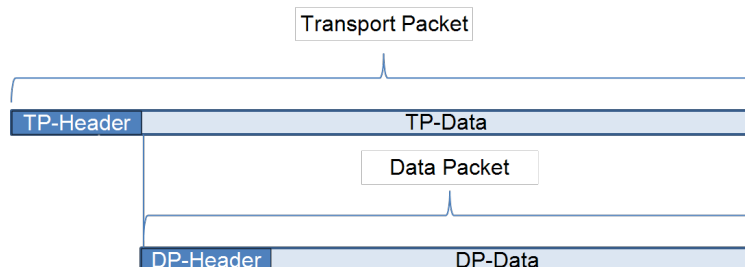 Transport Packet
TP-Header TP-Data
Data Packet
DP-Header DP-Data